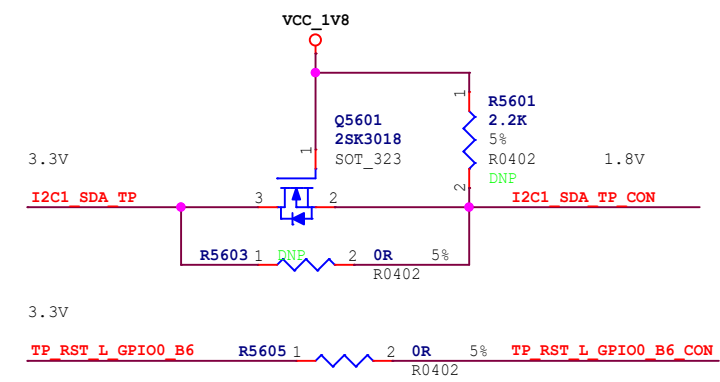 VCC_1V8
1
R5601
2.2K
5%
R0402
DNP
2
Q5601
2SK3018
SOT_323
1
3.3V
1.8V
I2C1_SDA_TP
3
2
I2C1_SDA_TP_CON
R5603
1
DNP
2
0R
5%
R0402
3.3V
TP_RST_L_GPIO0_B6
R5605
1
2
0R
5%
R0402
TP_RST_L_GPIO0_B6_CON